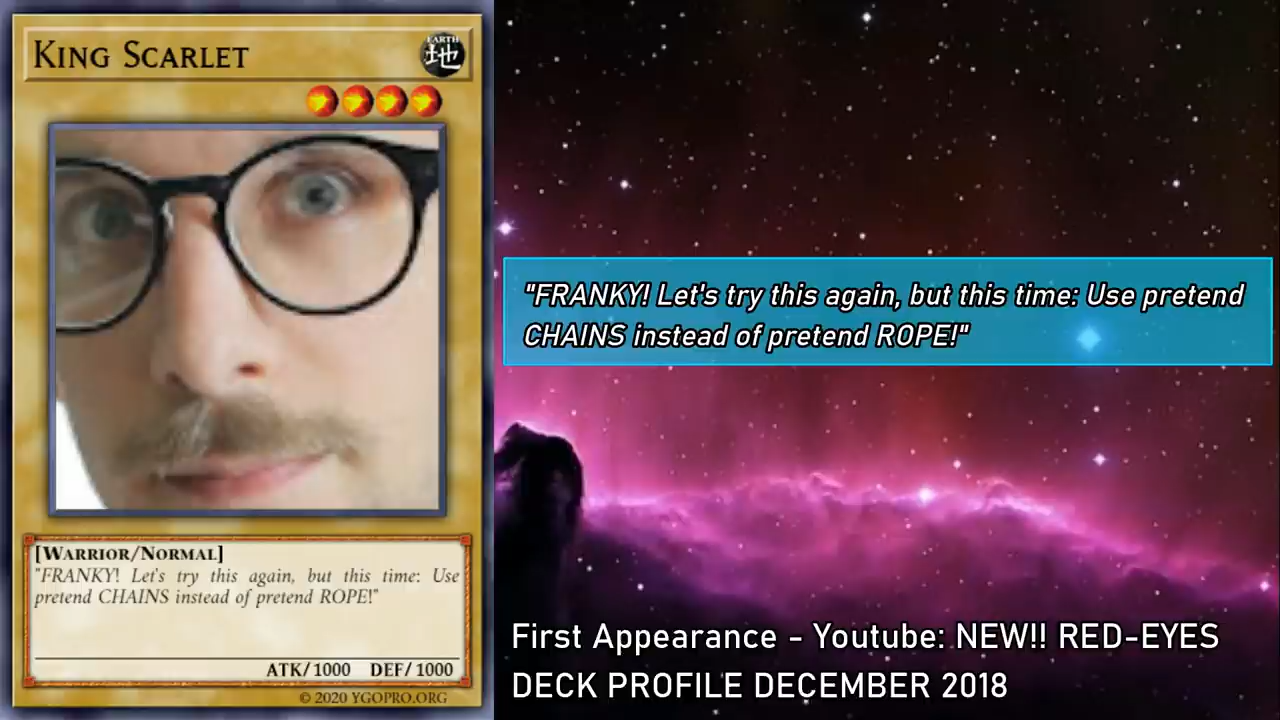 King Scarlet
EARTH
地
"FRANKY! Let's try this again, but this time: Use pretend
CHAINS instead of pretend ROPE!"
[Warrior/Normal]
"FRANKY! Let's try this again, but this time: Use
pretend CHAINS instead of pretend ROPE!"
ATK/1000 DEF/1000
© 2020 YGOPRO.ORG
First Appearance - Youtube: NEW!! RED-EYES
DECK PROFILE DECEMBER 2018